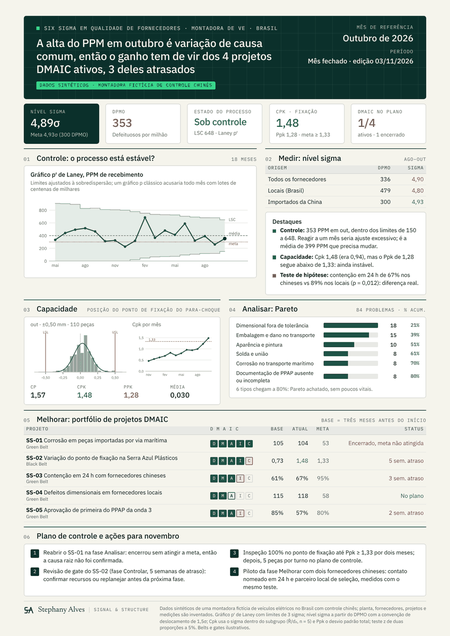 SIX SIGMA EM QUALIDADE DE FORNECEDORES · MONTADORA DE VE · BRASIL
A alta do PPM em outubro é variação de causa
comum, então o ganho tem de vir dos 4 projetos
DMAIC ativos, 3 deles atrasados
DADOS SINTÉTICOS · MONTADORA FICTÍCIA DE CONTROLE CHINÊS
MÊS DE REFERÊNCIA
Outubro de 2026
PERÍODO
Mês fechado · edição 03/11/2026
NÍVEL SIGMA
4,89σ
Meta 4,93σ (300 DPMO)
DPMO
353
Defeituosos por milhão
ESTADO DO PROCESSO
Sob controle
LSC 648 · Laney p′
CPK · FIXAÇÃO
1,48
Ppk 1,28 · meta ≥ 1,33
DMAIC NO PLANO
1/4
ativos · 1 encerrado
01 Controle: o processo está estável? 18 MESES
Gráfico p′ de Laney, PPM de recebimento
Limites ajustados à sobredispersão; um gráfico p clássico acusaria todo mês com lotes de
centenas de milhares
800
600
400
200
0
LSC
média
meta
mai ago nov fev mai ago
02 Medir: nível sigma AGO–OUT
ORIGEM DPMO SIGMA
Todos os fornecedores 336 4,90
Locais (Brasil) 479 4,80
Importados da China 300 4,93
Destaques
Controle: 353 PPM em out, dentro dos limites de 150
a 648. Reagir a um mês seria ajuste excessivo; é a
média de 399 PPM que precisa mudar.
Capacidade: Cpk 1,48 (era 0,94), mas o Ppk de 1,28
segue abaixo de 1,33: ainda instável.
Teste de hipótese: contenção em 24 h de 67% nos
chineses vs 89% nos locais (p = 0,012): diferença real.
03 Capacidade POSIÇÃO DO PONTO DE FIXAÇÃO DO PARA-CHOQUE
out · ±0,50 mm · 110 peças
Cpk por mês
CP
1,57
CPK
1,48
PPK
1,28
MÉDIA
0,030
04 Analisar: Pareto 84 PROBLEMAS · % ACUM.
Dimensional fora de tolerância 18 21%
Embalagem e dano no transporte 15 39%
Aparência e pintura 10 51%
Solda e união 8 61%
Corrosão no transporte marítimo 8 70%
Documentação de PPAP ausente
ou incompleta 8 80%
6 tipos chegam a 80%: Pareto achatado, sem poucos vitais.
05 Melhorar: portfólio de projetos DMAIC BASE = TRÊS MESES ANTES DO INÍCIO
PROJETO D M A I C BASE ATUAL META STATUS
SS-01 Corrosão em peças importadas por via marítima D M A I C 105 104 53 Encerrado, meta não atingida
Green Belt
SS-02 Variação do ponto de fixação na Serra Azul Plásticos D M A I C 0,73 1,48 1,33 5 sem. atraso
Black Belt
SS-03 Contenção em 24 h com fornecedores chineses D M A I C 61% 67% 95% 3 sem. atraso
Green Belt
SS-04 Defeitos dimensionais em fornecedores locais D M A I C 115 118 58 No plano
Green Belt
SS-05 Aprovação de primeira do PPAP da onda 3 D M A I C 85% 57% 80% 2 sem. atraso
Green Belt
06 Plano de controle e ações para novembro
1 Reabrir o SS-01 na fase Analisar: encerrou sem atingir a meta, então
a causa raiz não foi confirmada.
2 Revisão de gate do SS-02 (fase Controlar, 5 semanas de atraso):
confirmar recursos ou replanejar antes da próxima fase.
3 Inspeção 100% no ponto de fixação até Ppk ≥ 1,33 por dois meses;
depois, 5 peças por turno no plano de controle.
4 Piloto da fase Melhorar com dois fornecedores chineses: contato
nomeado em 24 h e parceiro local de seleção, medidos com o
mesmo teste.
SA Stephany Alves | SIGNAL & STRUCTURE